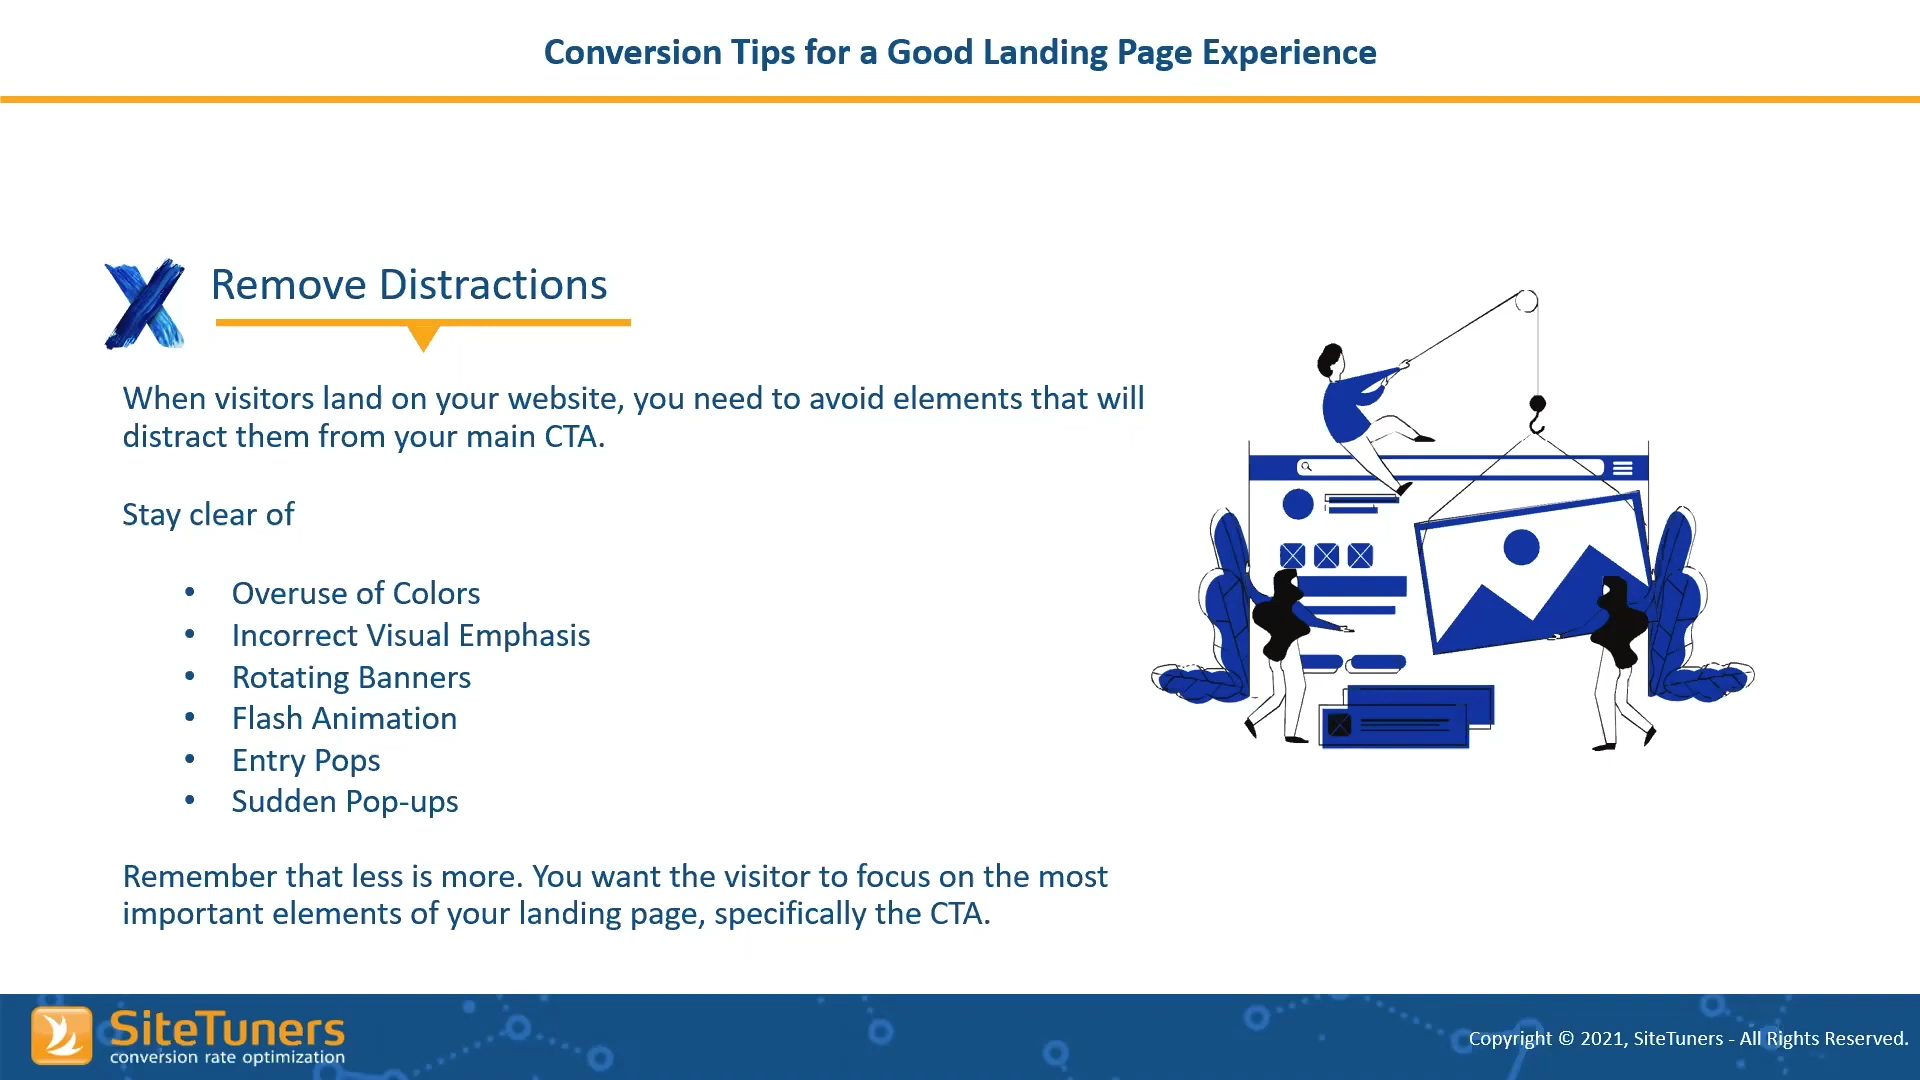 Conversion Tips for a Good Landing Page Experience
Remove Distractions
When visitors land on your website, you need to avoid elements that will
distract them from your main CTA.
Stay clear of
• Overuse of Colors
• Incorrect Visual Emphasis
• Rotating Banners
• Flash Animation
• Entry Pops
• Sudden Pop-ups
Remember that less is more. You want the visitor to focus on the most
important elements of your landing page, specifically the CTA.
SiteTuners
conversion rate optimization
Copyright © 2021, SiteTuners - All Rights Reserved.